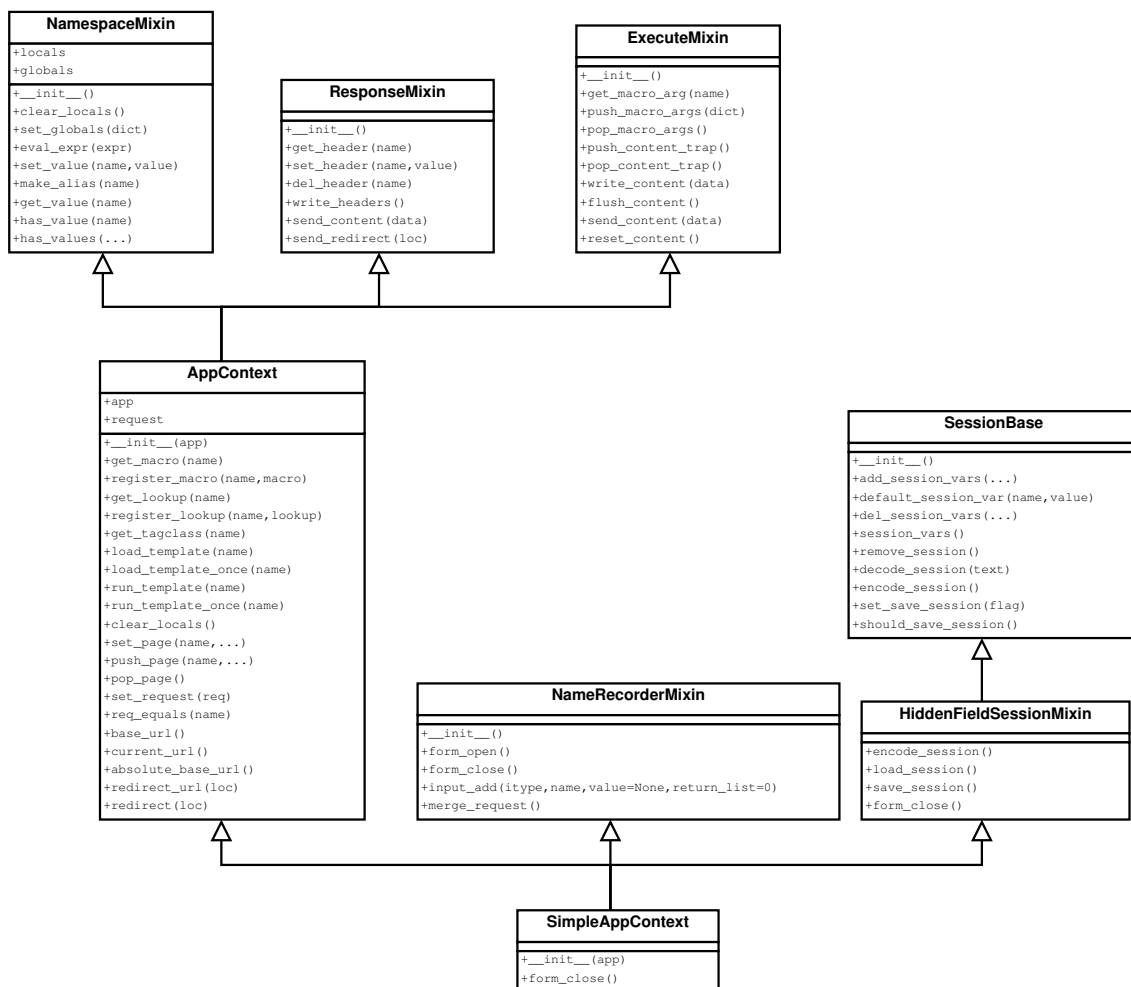 NamespaceMixin
+locals
+globals
+__init__()
+clear_locals()
+set_globals(dict)
+eval_expr(expr)
+set_value(name,value)
+make_alias(name)
+get_value(name)
+has_value(name)
+has_values(...)
ResponseMixin
+__init__()
+get_header(name)
+set_header(name,value)
+del_header(name)
+write_headers()
+send_content(data)
+send_redirect(loc)
ExecuteMixin
+__init__()
+get_macro_arg(name)
+push_macro_args(dict)
+pop_macro_args()
+push_content_trap()
+pop_content_trap()
+write_content(data)
+flush_content()
+send_content(data)
+reset_content()
AppContext
+app
+request
+__init__(app)
+get_macro(name)
+register_macro(name,macro)
+get_lookup(name)
+register_lookup(name,lookup)
+get_tagclass(name)
+load_template(name)
+load_template_once(name)
+run_template(name)
+run_template_once(name)
+clear_locals()
+set_page(name,...)
+push_page(name,...)
+pop_page()
+set_request(req)
+req_equals(name)
+base_url()
+current_url()
+absolute_base_url()
+redirect_url(loc)
+redirect(loc)
SessionBase
+__init__()
+add_session_vars(...)
+default_session_var(name,value)
+del_session_vars(...)
+session_vars()
+remove_session()
+decode_session(text)
+encode_session()
+set_save_session(flag)
+should_save_session()
NameRecorderMixin
+__init__()
+form_open()
+form_close()
+input_add(itype,name,value=None,return_list=0)
+merge_request()
HiddenFieldSessionMixin
+encode_session()
+load_session()
+save_session()
+form_close()
SimpleAppContext
+__init__(app)
+form_close()